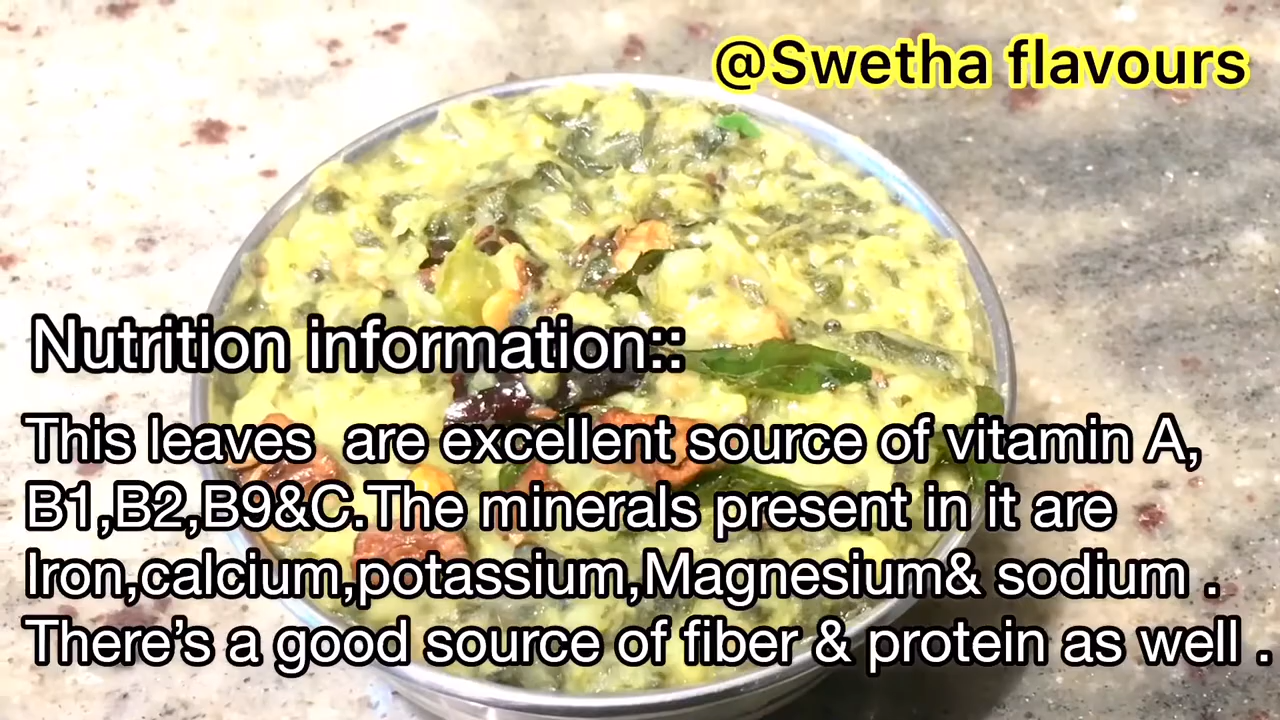 @Swetha flavours
Nutrition information::
This leaves  are excellent source of vitamin A,
B1,B2,B9&C.The minerals present in it are
Iron,calcium,potassium,Magnesium& sodium .
There’s a good source of fiber & protein as well .